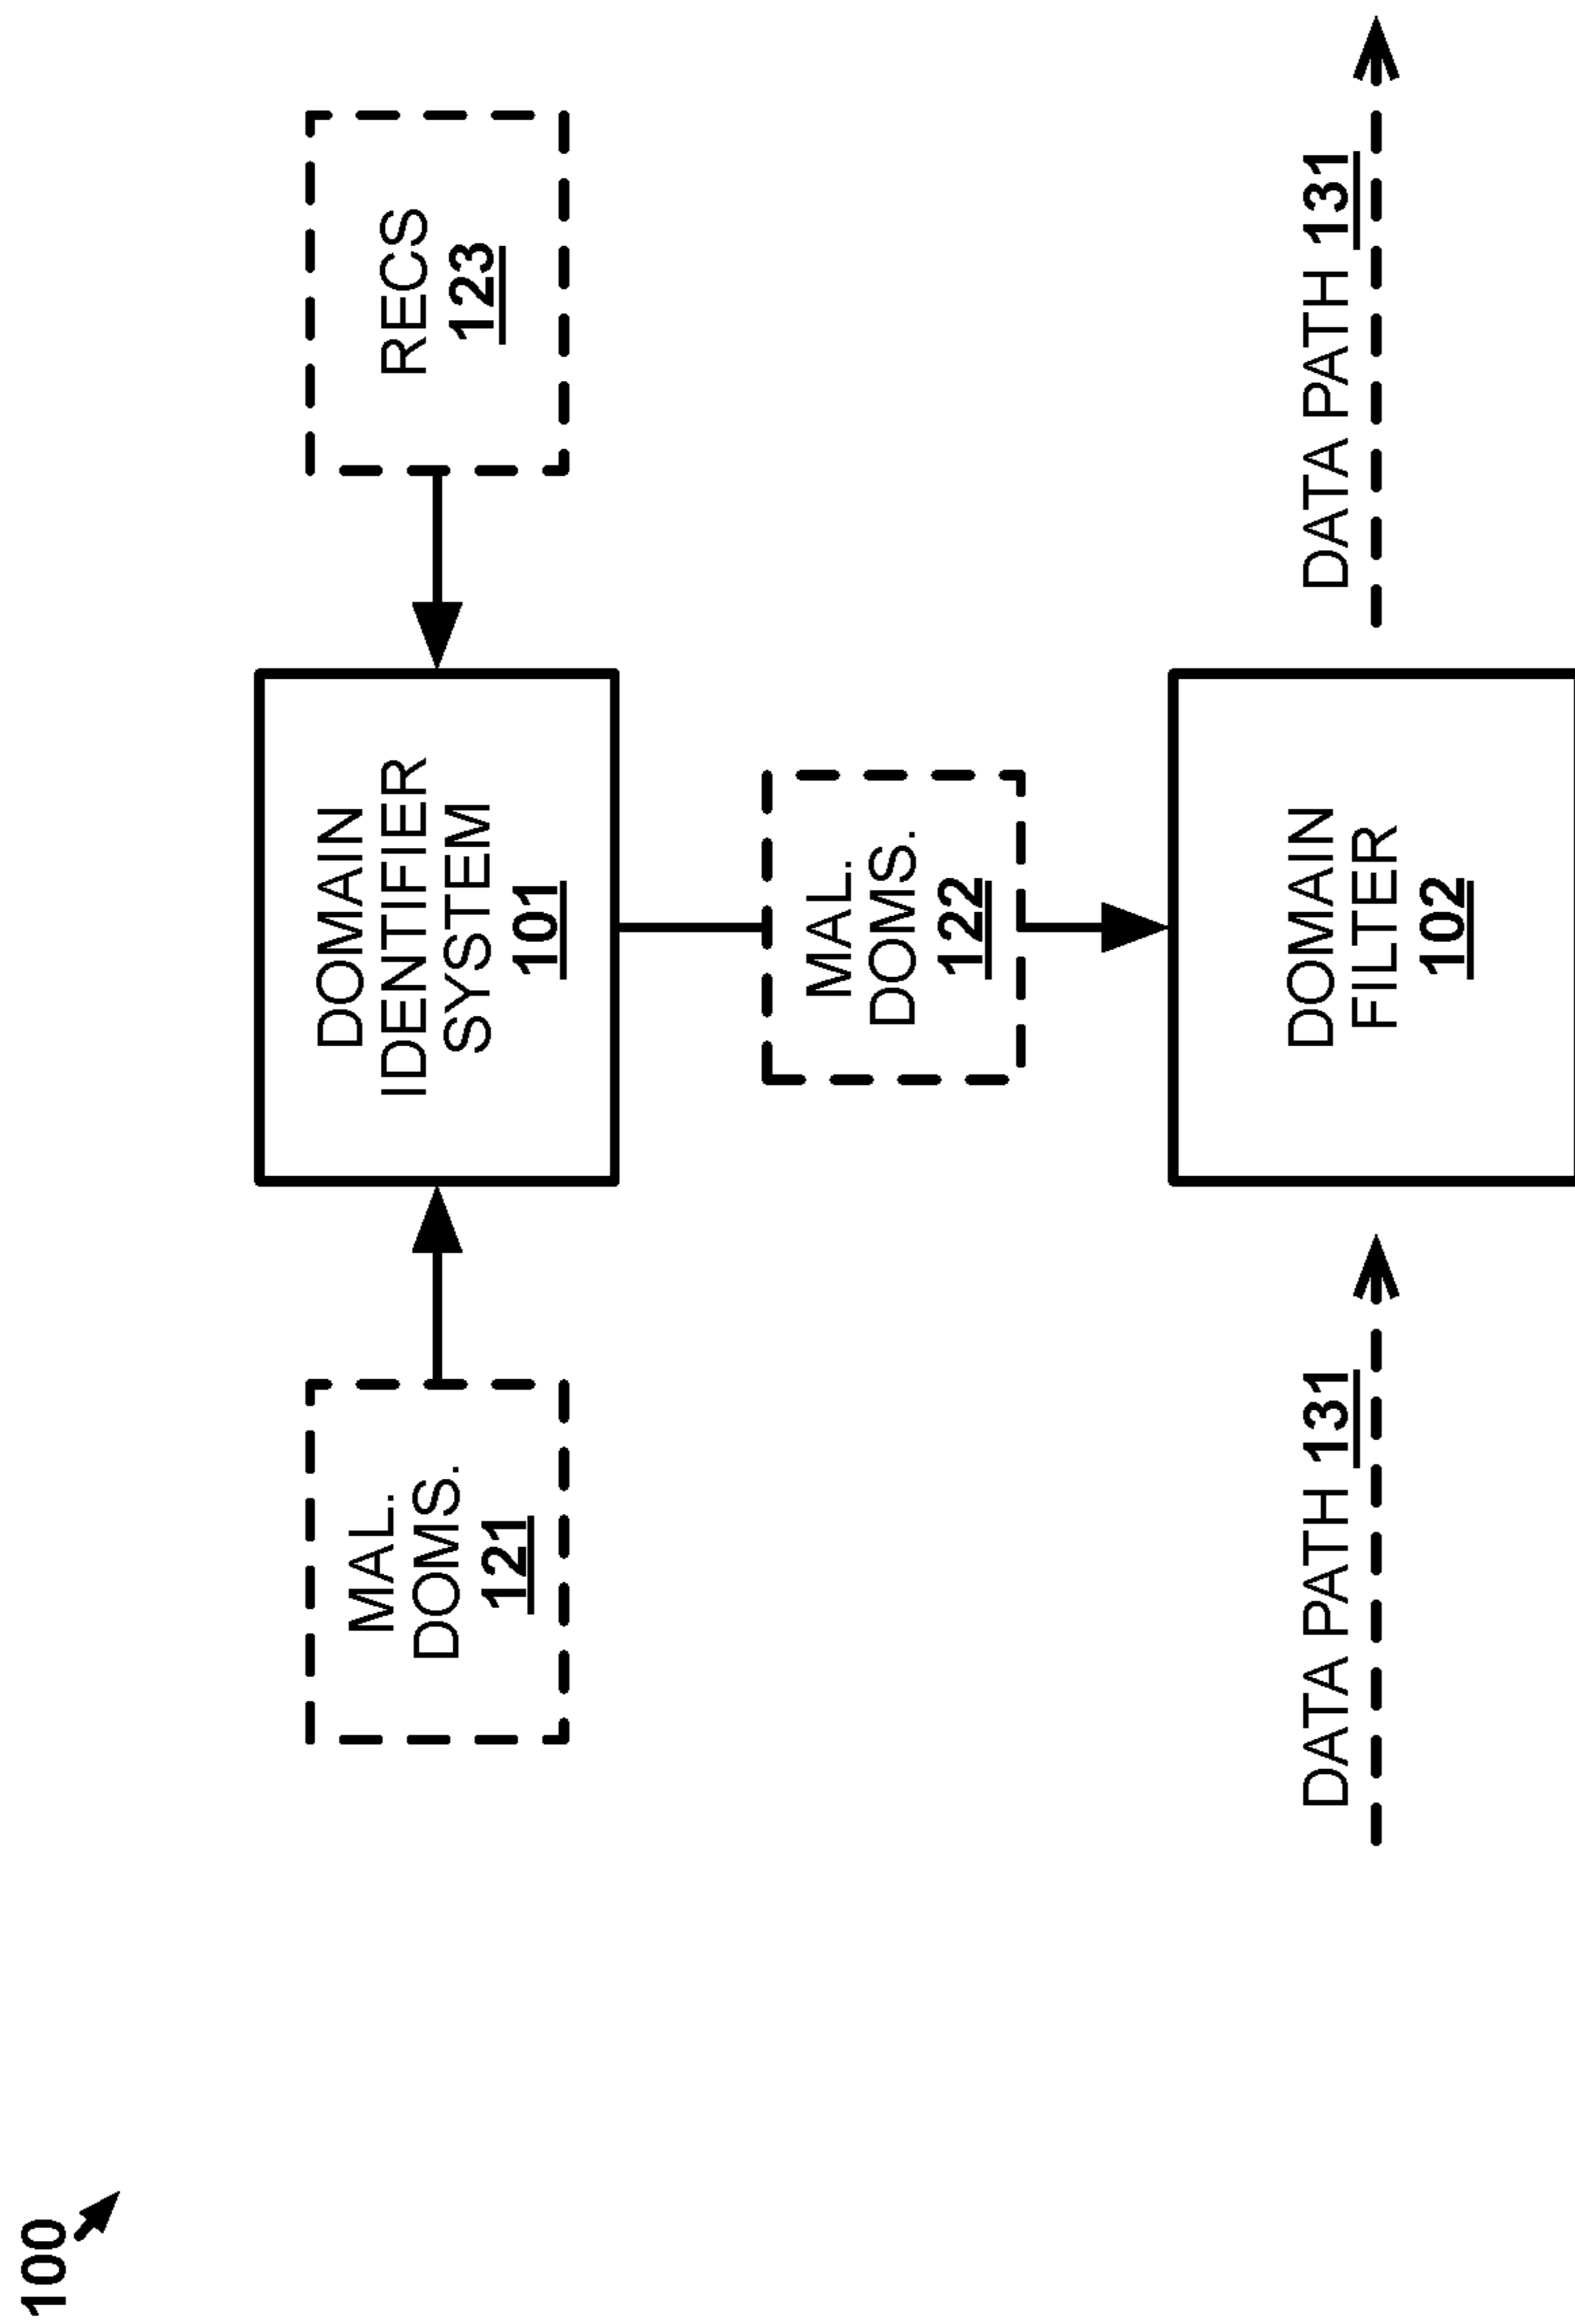 100
MAL.
DOMS.
121
DOMAIN
IDENTIFIER
SYSTEM
101
RECS
123
MAL.
DOMS.
122
DATA PATH 131
DOMAIN
FILTER
102
DATA PATH 131